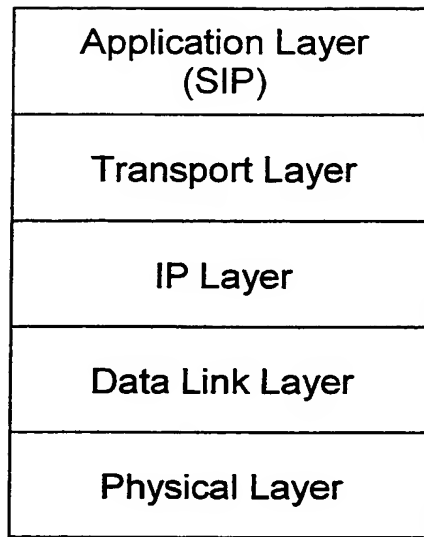 Application Layer
(SIP)
Transport Layer
IP Layer
Data Link Layer
Physical Layer